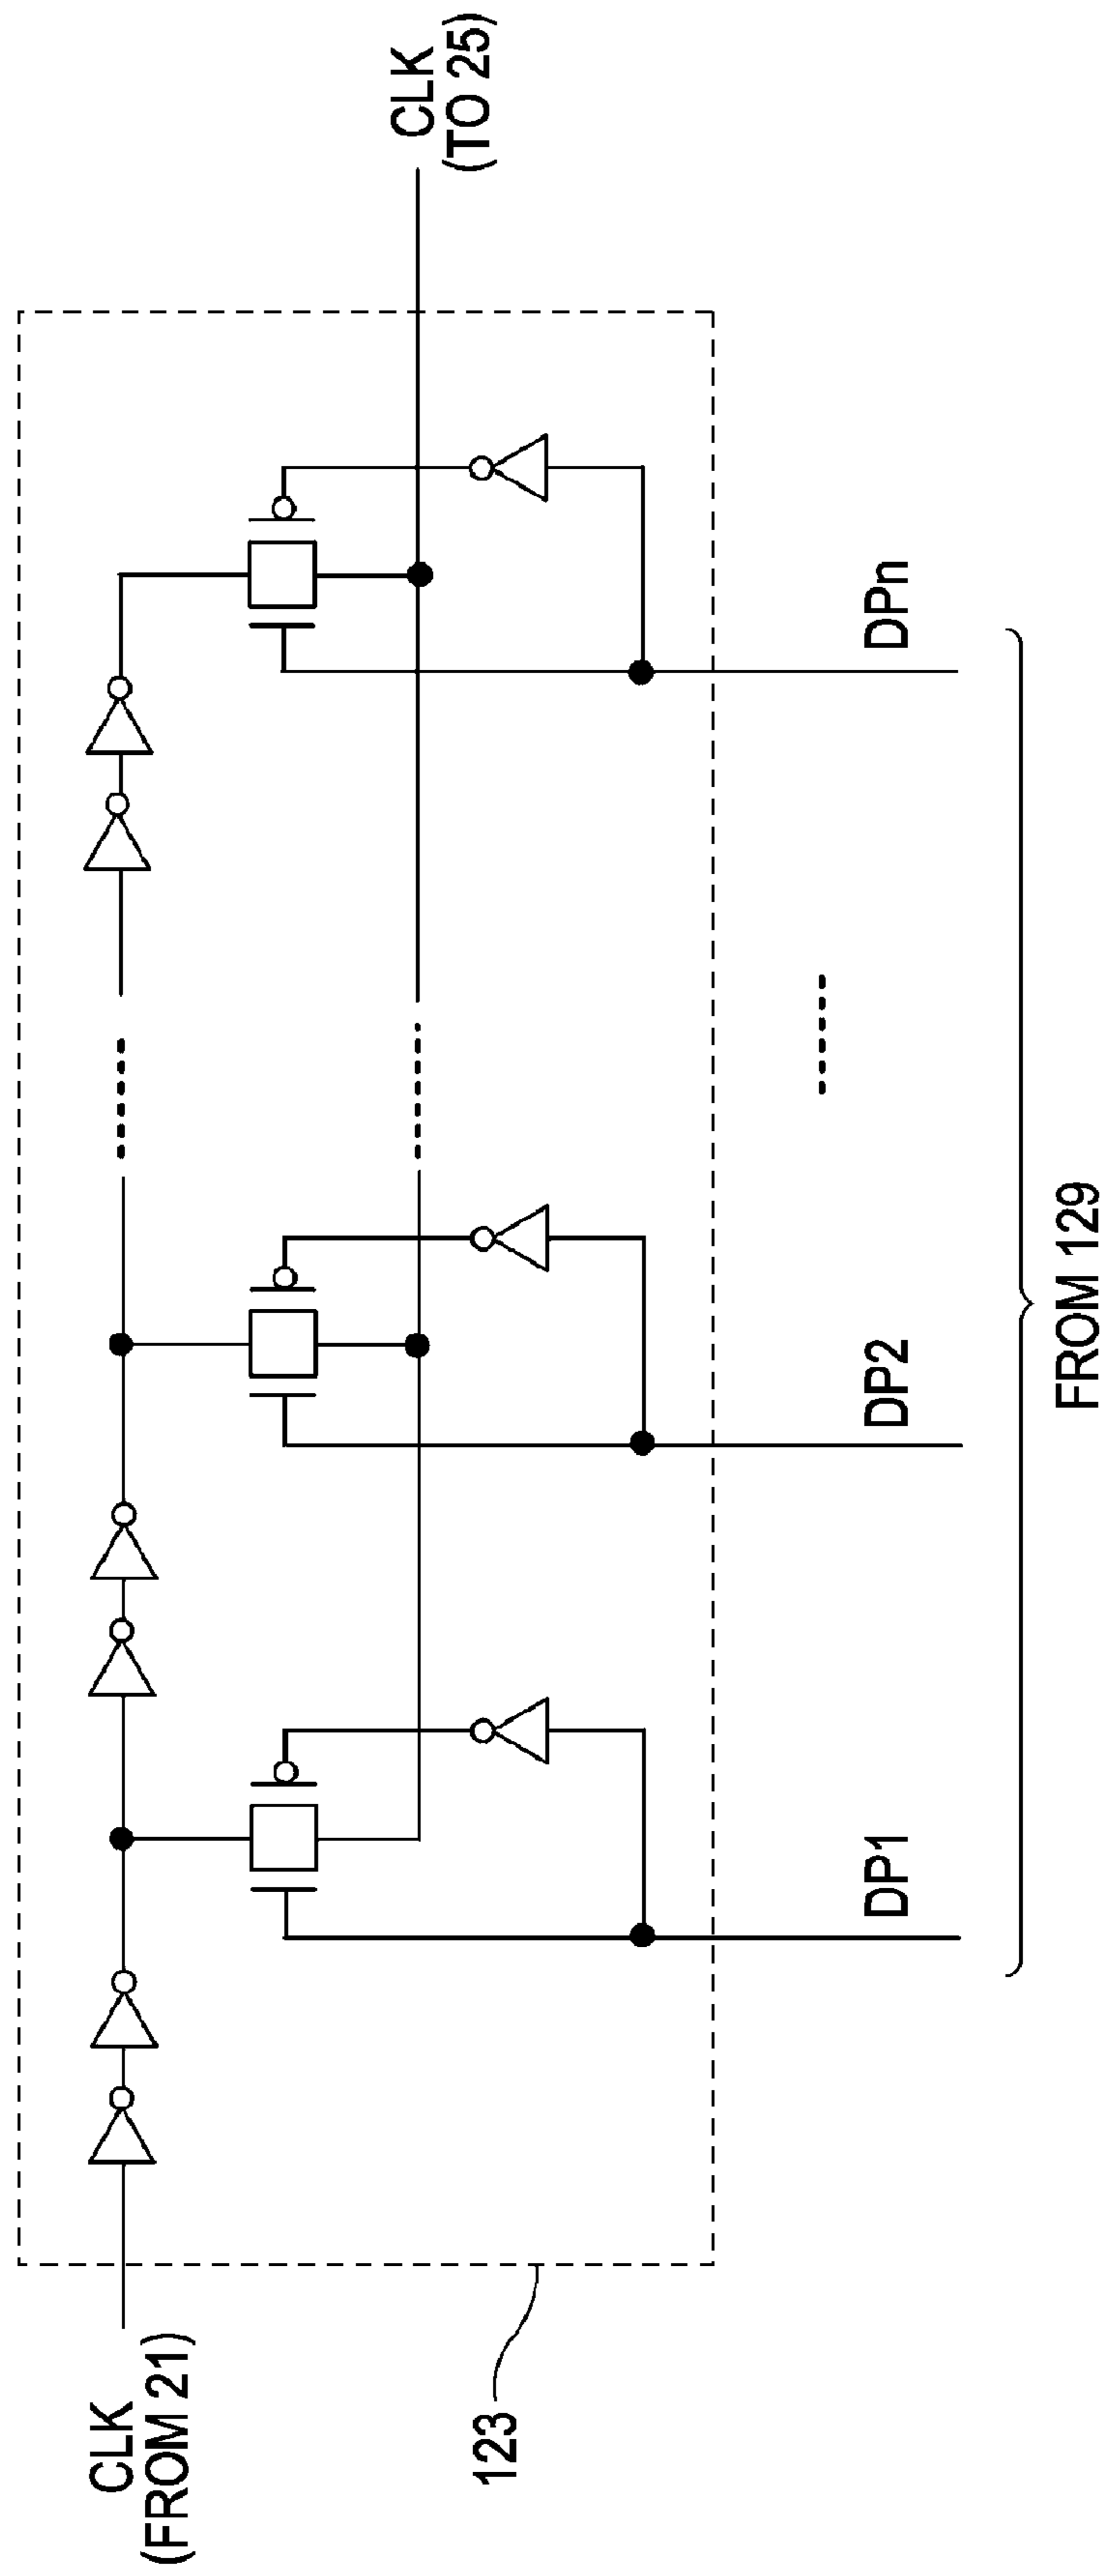 CLK
(FROM 21)
CLK
(TO 25)
123
DP1
DP2
DPn
FROM 129